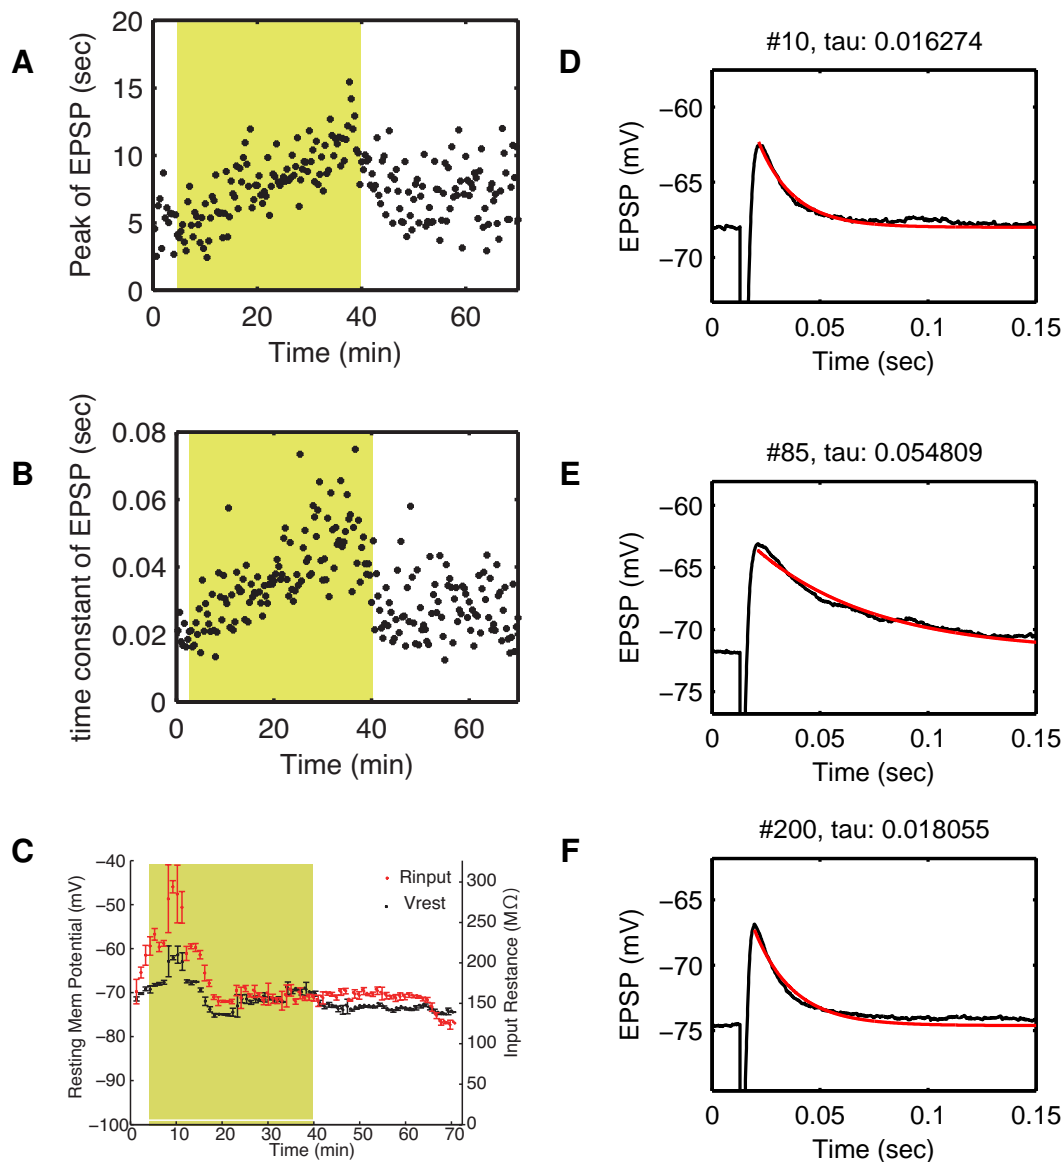 A
Peak of EPSP (sec)
20
15
10
5
0
0 20 40 60
Time (min)
B
time constant of EPSP (sec)
0.08
0.06
0.04
0.02
0
0 20 40 60
Time (min)
C
Resting Mem Potential (mV)
−40
−50
−60
−70
−80
−90
−100
Rinput
Vrest
300
250
200
150
100
50
0
Input Restance (MΩ)
0 10 20 30 40 50 60 70
Time (min)
D
#10, tau: 0.016274
EPSP (mV)
−60
−65
−70
0 0.05 0.1 0.15
Time (sec)
E
#85, tau: 0.054809
EPSP (mV)
−60
−65
−70
−75
0 0.05 0.1 0.15
Time (sec)
F
#200, tau: 0.018055
EPSP (mV)
−65
−70
−75
0 0.05 0.1 0.15
Time (sec)